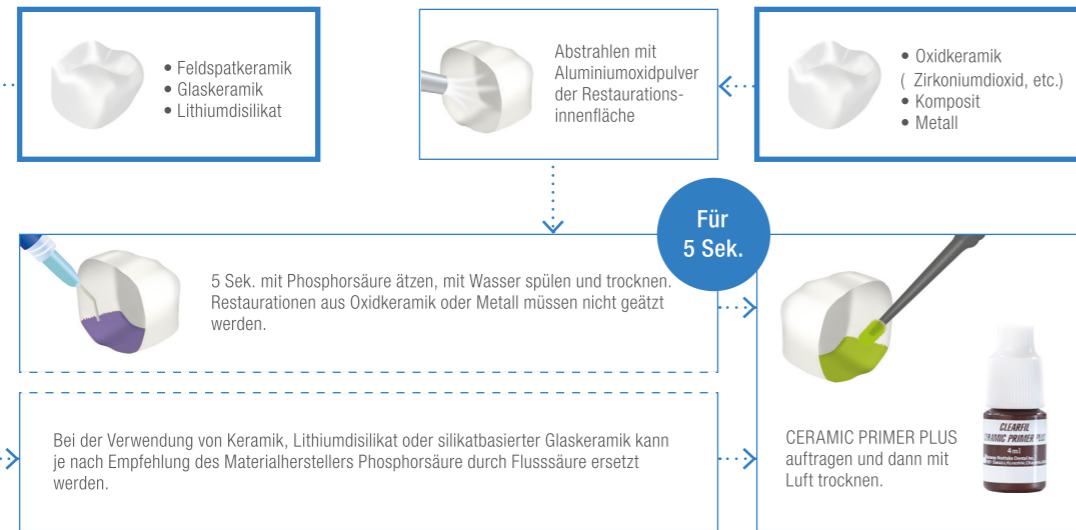 • Feldspatkeramik
• Glaskeramik
• Lithiumdisilikat
Abstrahlen mit
Aluminiumoxidpulver
der Restaurations-
innenfläche
• Oxidkeramik
( Zirkoniumdioxid, etc.)
• Komposit
• Metall
Für
5 Sek.
5 Sek. mit Phosphorsäure ätzen, mit Wasser spülen und trocknen.
Restaurationen aus Oxidkeramik oder Metall müssen nicht geätzt
werden.
Bei der Verwendung von Keramik, Lithiumdisilikat oder silikatbasierter Glaskeramik kann
je nach Empfehlung des Materialherstellers Phosphorsäure durch Flusssäure ersetzt
werden.
CERAMIC PRIMER PLUS
auftragen und dann mit
Luft trocknen.
CLEARFIL
CERAMIC PRIMER PLUS
4 ml